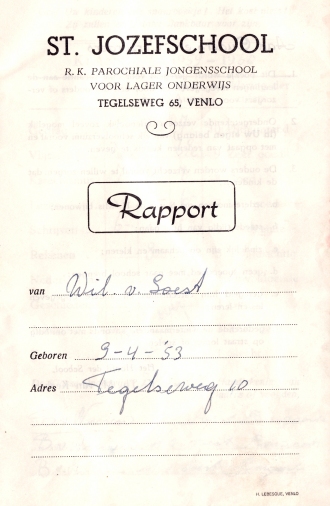 ST. JOZEFSCHOOL
R. K. PAROCHIALE JONGENSSCHOOL
VOOR LAGER ONDERWIJS
TEGELSEWEG 65, VENLO
Rapport
van Wil. v. Soest
Geboren 9-4-'53
Adres Tegelseweg 10
H. LEBESQUE, VENLO